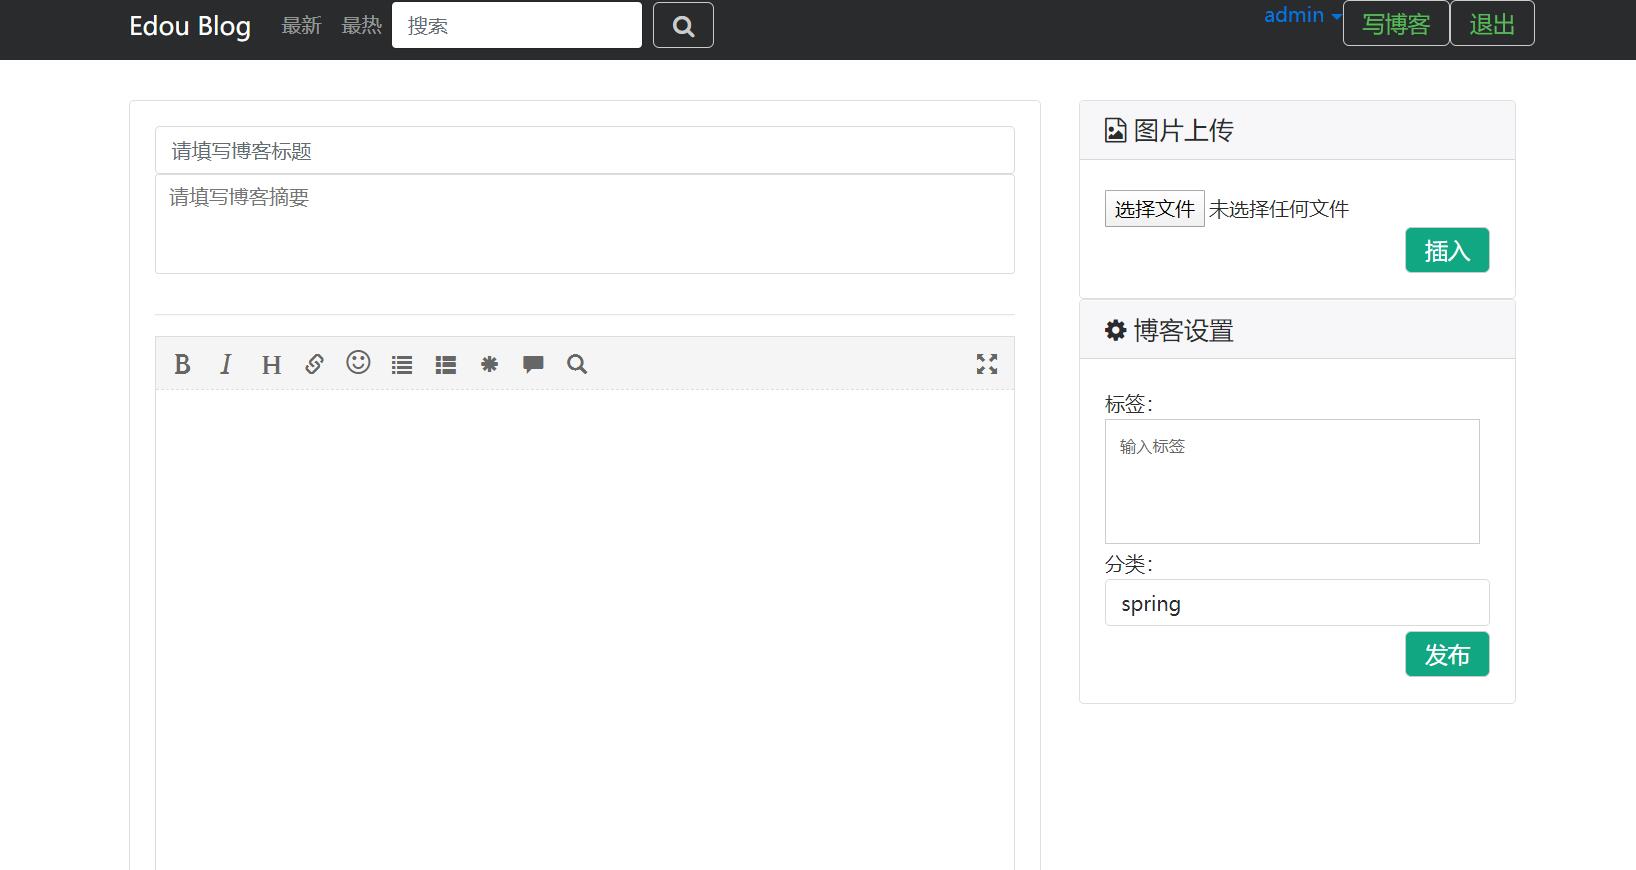 Edou Blog 最新 最热 搜索 admin 写博客 退出
请填写博客标题
请填写博客摘要
B I H
图片上传
选择文件 未选择任何文件
插入
博客设置
标签：
输入标签
分类：
spring
发布